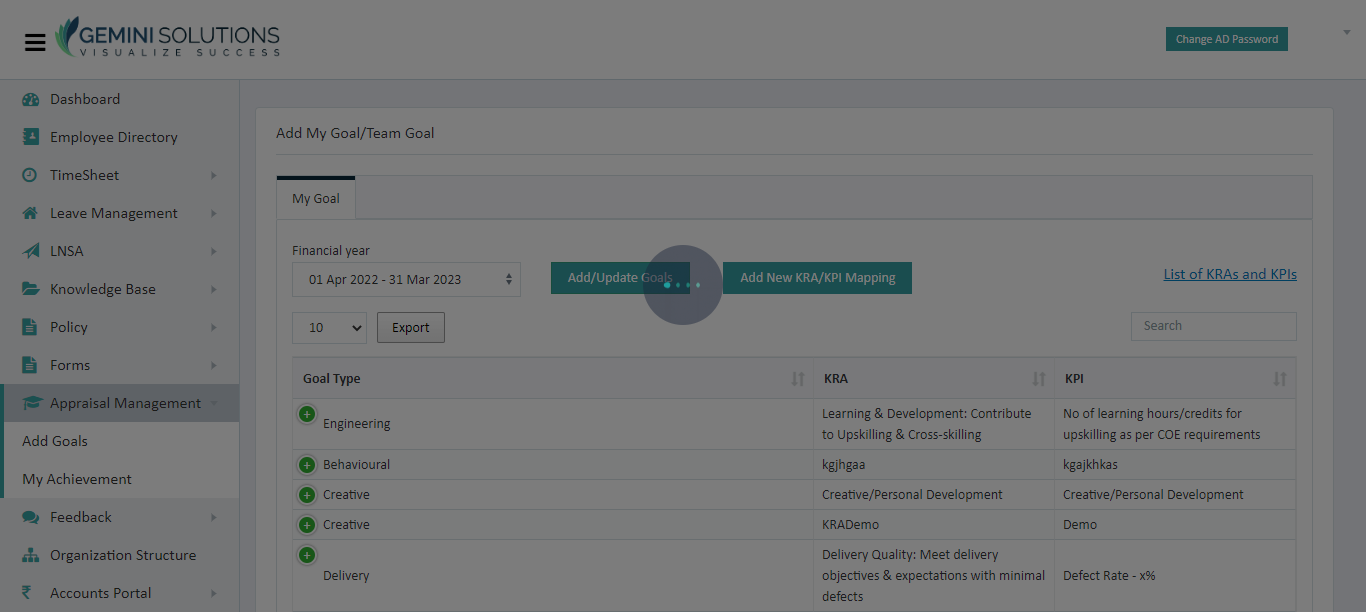 GEMINI SOLUTIONS
VISUALIZE SUCCESS
Change AD Password
Dashboard
Employee Directory
TimeSheet
Leave Management
LNSA
Knowledge Base
Policy
Forms
Appraisal Management
Add Goals
My Achievement
Feedback
Organization Structure
Accounts Portal
Add My Goal/Team Goal
My Goal
Financial year
01 Apr 2022 - 31 Mar 2023
Add/Update Goals
Add New KRA/KPI Mapping
List of KRAs and KPIs
10
Export
Search
Goal Type KRA KPI
Engineering
Learning & Development: Contribute
to Upskilling & Cross-skilling
No of learning hours/credits for
upskilling as per COE requirements
Behavioural kgjhgaa kgajkhkas
Creative Creative/Personal Development Creative/Personal Development
Creative KRADemo Demo
Delivery
Delivery Quality: Meet delivery
objectives & expectations with minimal
defects
Defect Rate - x%